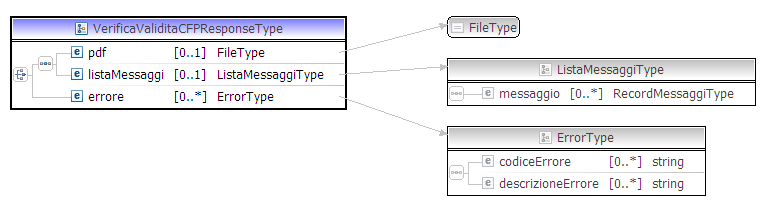 VerificaValiditaCFPResponseType
pdf [0..1] FileType
listaMessaggi [0..1] ListaMessaggiType
errore [0..*] ErrorType
FileType
ListaMessaggiType
messaggio [0..*] RecordMessaggiType
ErrorType
codiceErrore [0..*] string
descrizioneErrore [0..*] string